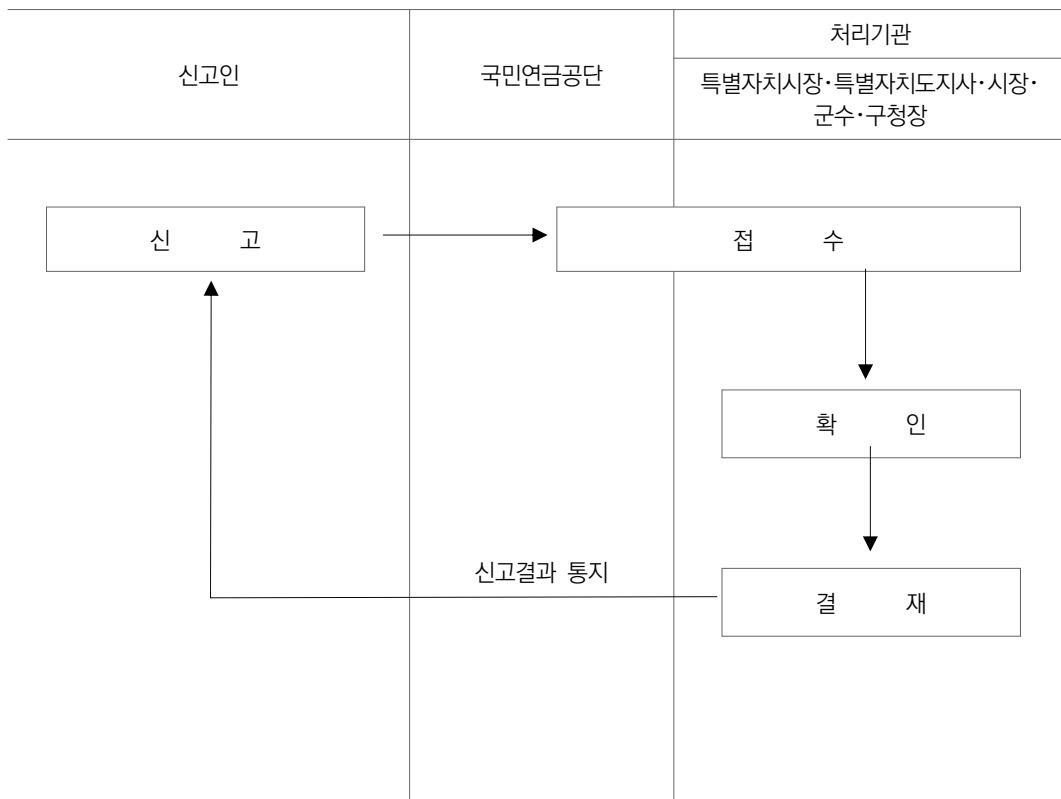 신고인
국민연금공단
처리기관
특별자치시장·특별자치도지사·시장·
군수·구청장
신 고
접 수
확 인
신고결과 통지
결 재